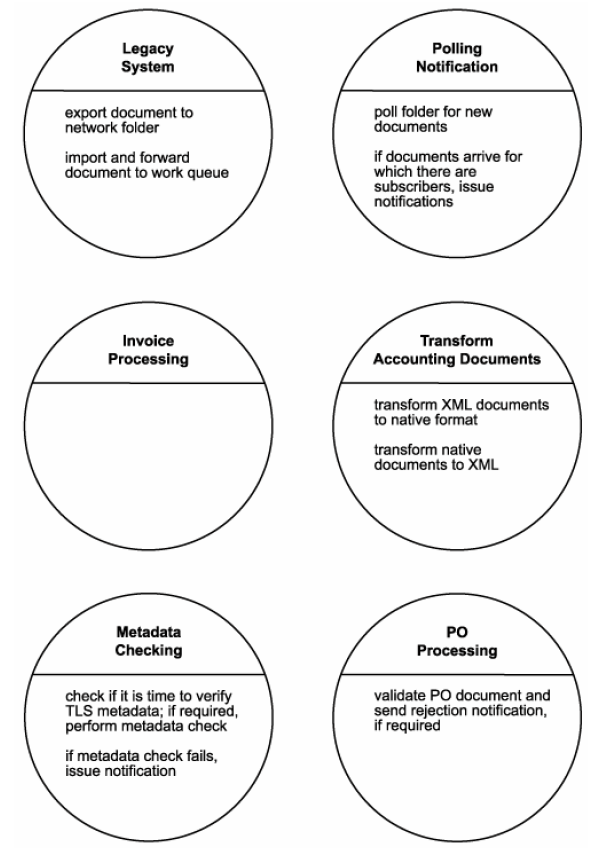 Legacy
System
export document to
network folder
import and forward
document to work queue
Polling
Notification
poll folder for new
documents
if documents arrive for
which there are
subscribers, issue
notifications
Invoice
Processing
Transform
Accounting Documents
transform XML documents
to native format
transform native
documents to XML
Metadata
Checking
check if it is time to verify
TLS metadata; if required,
perform metadata check
if metadata check fails,
issue notification
PO
Processing
validate PO document and
send rejection notification,
if required